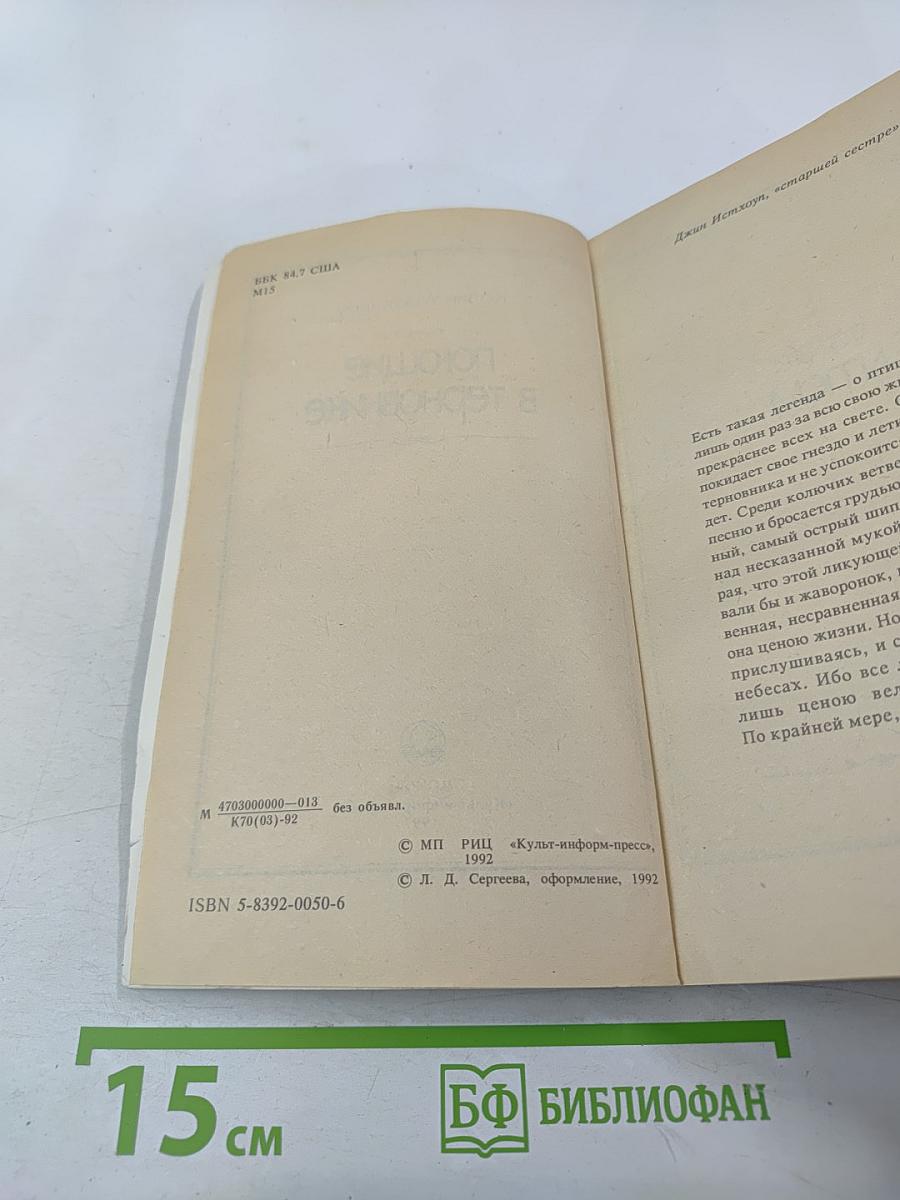 ББК 84.7 США
М15
М 4703000000—013 без объявл.
К70(03)-92
© МП РИЦ «Культ-информ-пресс»,
1992
© Л. Д. Сергеева, оформление, 1992
ISBN 5-8392-0050-6
Джин Истхоуп, «старшей сестре»
Есть такая легенда — о птиц
лишь один раз за всю свою жи
прекраснее всех на свете. О
покидает свое гнездо и лети
терновника и не успокоится
дет. Среди колючих ветве
песню и бросается грудью
ный, самый острый шип
над несказанной мукой
рая, что этой ликующе
вали бы и жаворонок,
венная, несравненная
она ценою жизни. Но
прислушиваясь, и с
небесах. Ибо все л
лишь ценою вел
По крайней мере,
15 см
БФ БИБЛИОФАН